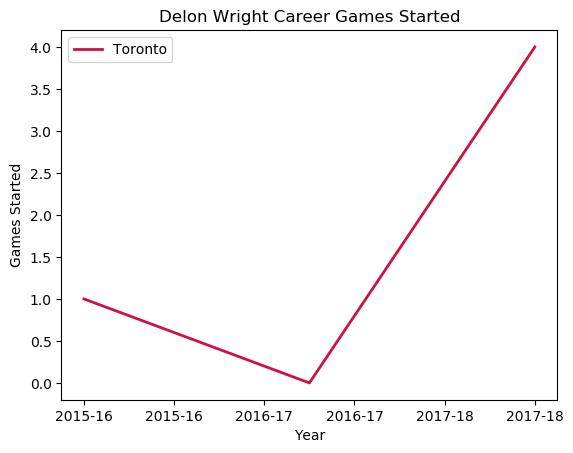 Delon Wright Career Games Started
Toronto
4.0
3.5
3.0
2.5
2.0
1.5
1.0
0.5
0.0
Games Started
2015-16 2015-16 2016-17 2016-17 2017-18 2017-18
Year